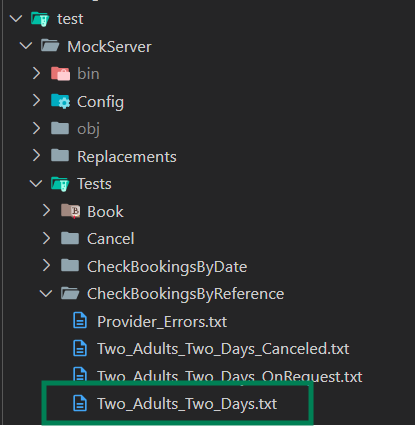 test
MockServer
bin
Config
obj
Replacements
Tests
Book
Cancel
CheckBookingsByDate
CheckBookingsByReference
Provider_Errors.txt
Two_Adults_Two_Days_Canceled.txt
Two_Adults_Two_Days_OnRequest.txt
Two_Adults_Two_Days.txt